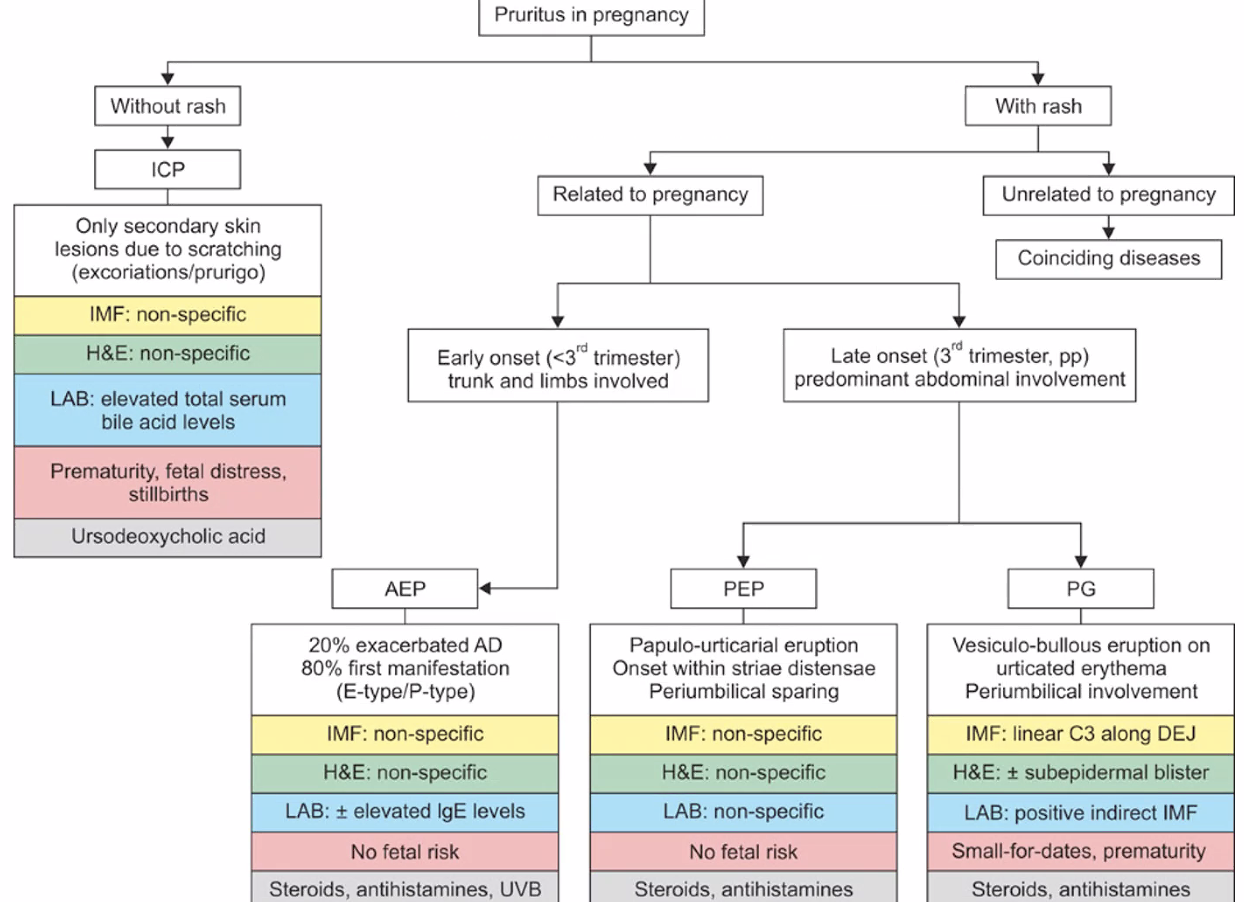 Pruritus in pregnancy
Without rash
With rash
ICP
Related to pregnancy
Unrelated to pregnancy
Coinciding diseases
Only secondary skin
lesions due to scratching
(excoriations/prurigo)
IMF: non-specific
H&E: non-specific
LAB: elevated total serum
bile acid levels
Prematurity, fetal distress,
stillbirths
Ursodeoxycholic acid
Early onset (<3rd trimester)
trunk and limbs involved
Late onset (3rd trimester, pp)
predominant abdominal involvement
AEP
20% exacerbated AD
80% first manifestation
(E-type/P-type)
IMF: non-specific
H&E: non-specific
LAB: ± elevated IgE levels
No fetal risk
Steroids, antihistamines, UVB
PEP
Papulo-urticarial eruption
Onset within striae distensae
Periumbilical sparing
IMF: non-specific
H&E: non-specific
LAB: non-specific
No fetal risk
Steroids, antihistamines
PG
Vesiculo-bullous eruption on
urticated erythema
Periumbilical involvement
IMF: linear C3 along DEJ
H&E: ± subepidermal blister
LAB: positive indirect IMF
Small-for-dates, prematurity
Steroids, antihistamines